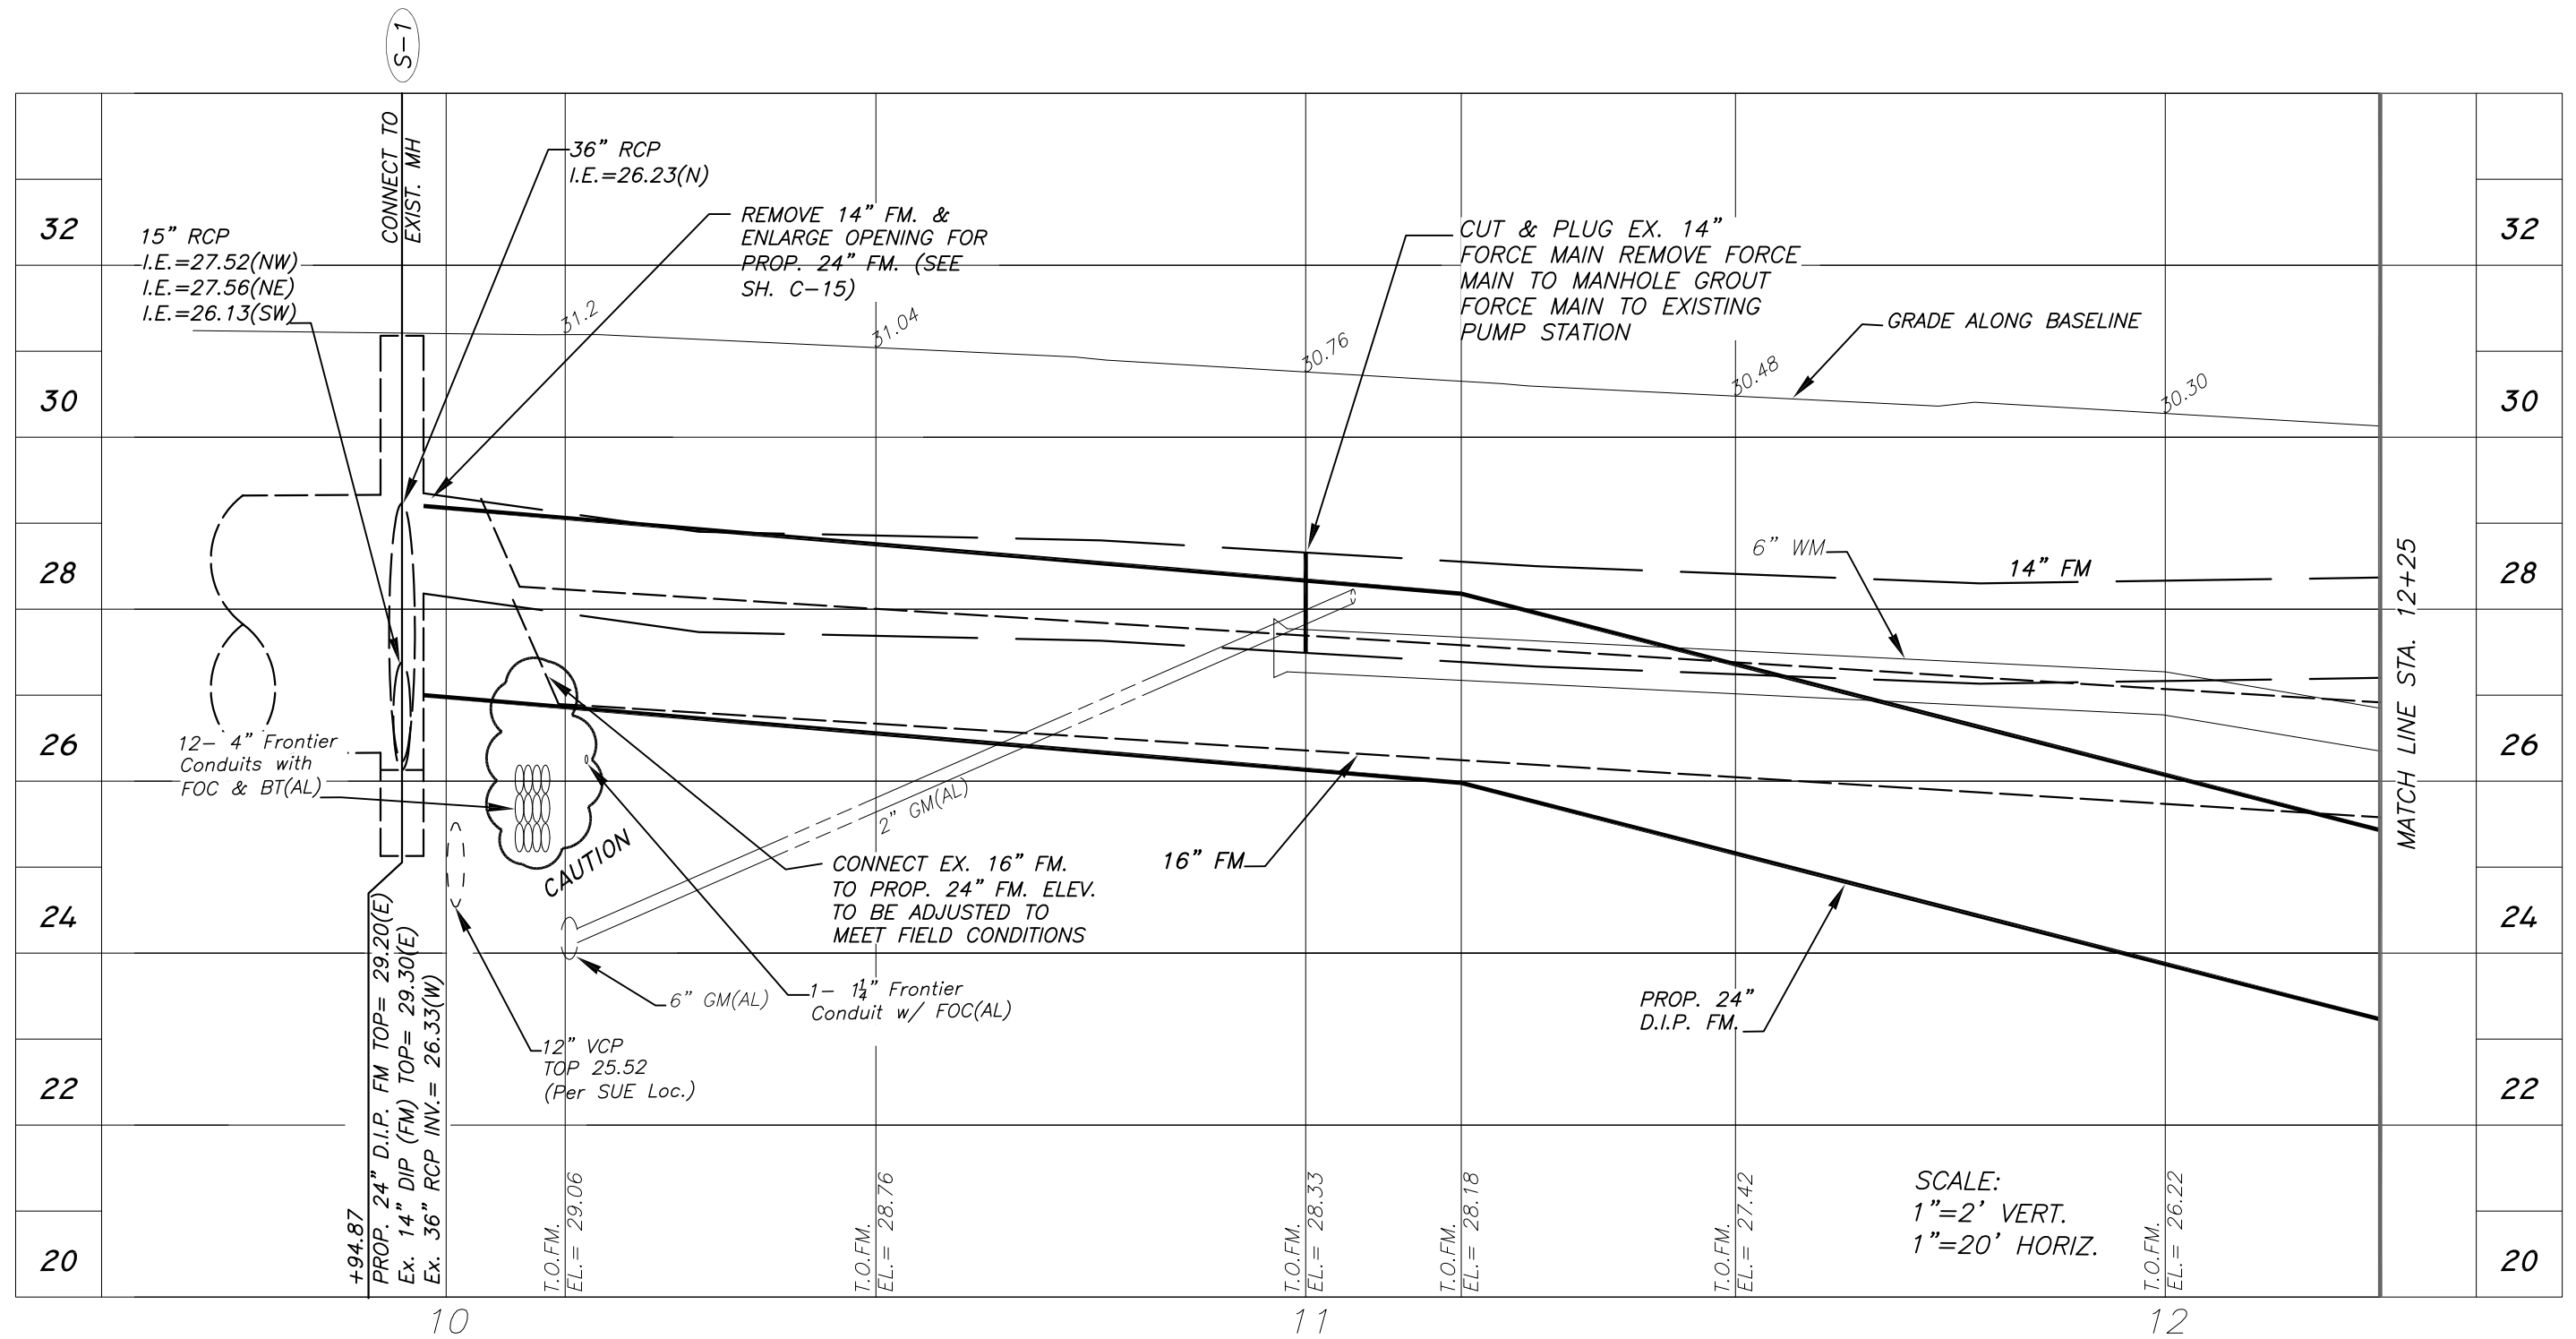 S-1
CONNECT TO
EXIST. MH
36" RCP
I.E.=26.23(N)
15" RCP
I.E.=27.52(NW)
I.E.=27.56(NE)
I.E.=26.13(SW)
REMOVE 14" FM. &
ENLARGE OPENING FOR
PROP. 24" FM. (SEE
SH. C-15)
CUT & PLUG EX. 14"
FORCE MAIN REMOVE FORCE
MAIN TO MANHOLE GROUT
FORCE MAIN TO EXISTING
PUMP STATION
GRADE ALONG BASELINE
32
30
28
26
24
22
20
32
30
28
26
24
22
20
31.2
31.04
30.76
30.48
30.30
6" WM
14" FM
MATCH LINE STA. 12+25
12- 4" Frontier
Conduits with
FOC & BT(AL)
CAUTION
2" GM(AL)
16" FM
CONNECT EX. 16" FM.
TO PROP. 24" FM. ELEV.
TO BE ADJUSTED TO
MEET FIELD CONDITIONS
6" GM(AL)
1- 1¼" Frontier
Conduit w/ FOC(AL)
12" VCP
TOP 25.52
(Per SUE Loc.)
PROP. 24"
D.I.P. FM.
+94.87
PROP. 24" D.I.P. FM TOP= 29.20(E)
Ex. 14" DIP (FM) TOP= 29.30(E)
Ex. 36" RCP INV.= 26.33(W)
T.O.FM.
EL.= 29.06
T.O.FM.
EL.= 28.76
T.O.FM.
EL.= 28.33
T.O.FM.
EL.= 28.18
T.O.FM.
EL.= 27.42
T.O.FM.
EL.= 26.22
SCALE:
1"=2' VERT.
1"=20' HORIZ.
10
11
12